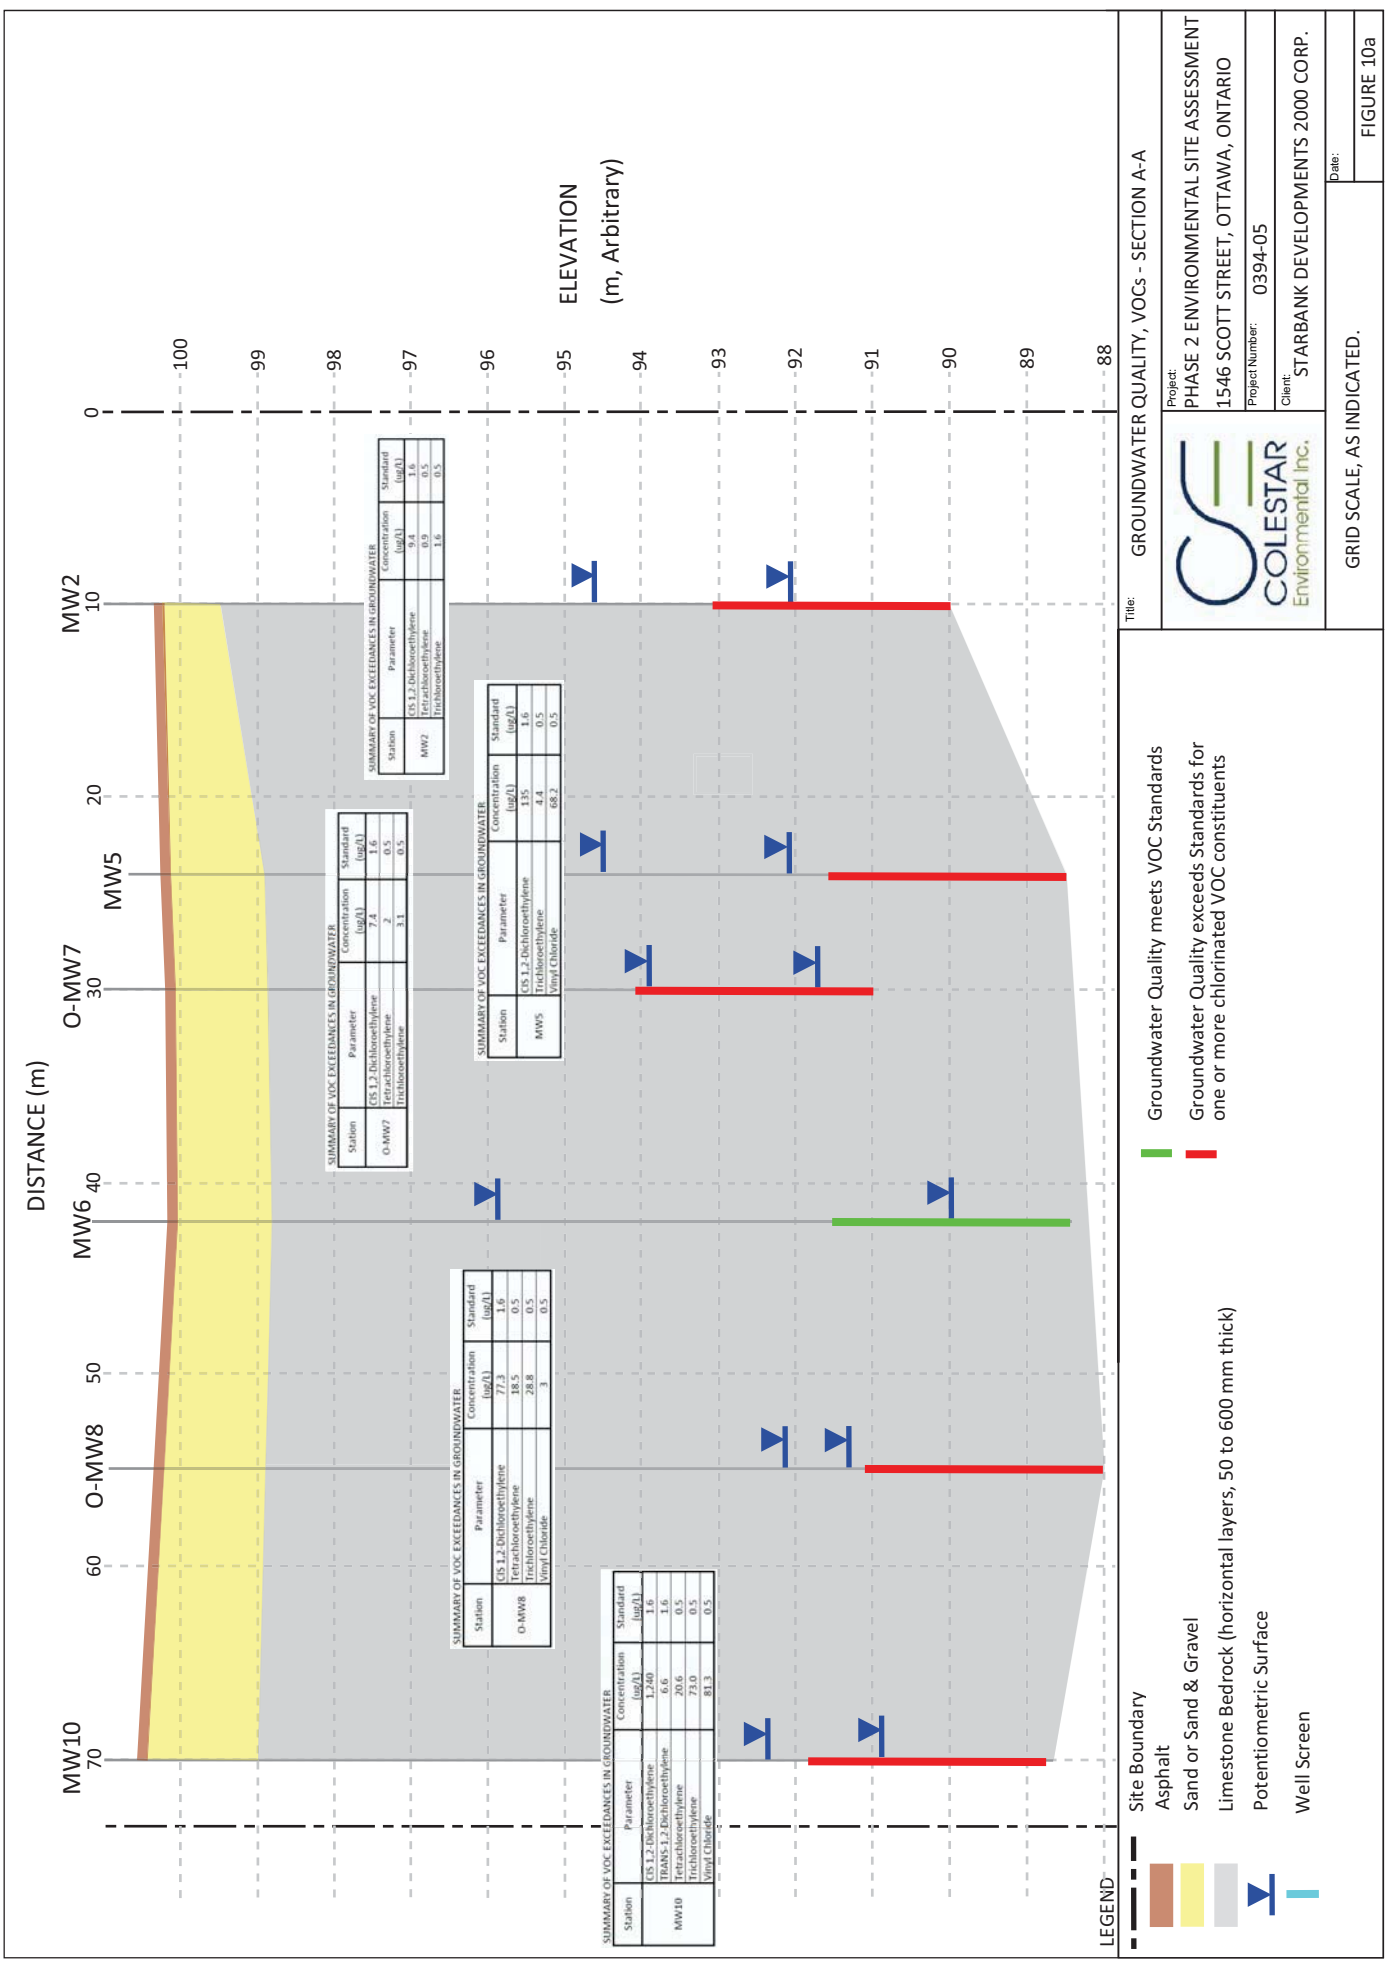 DISTANCE (m)
MW10
O-MW8
MW6
O-MW7
MW5
MW2
70
60
50
40
30
20
10
0
100
99
98
97
96
95
94
93
92
91
90
89
88
ELEVATION
(m, Arbitrary)
SUMMARY OF VOC EXCEEDANCES IN GROUNDWATER
Station Parameter Concentration (ug/L) Standard (ug/L)
MW10
CIS 1,2-Dichloroethylene 1,240 1.6
TRANS-1,2-Dichloroethylene 6.6 1.6
Tetrachloroethylene 20.6 0.5
Trichloroethylene 73.0 0.5
Vinyl Chloride 81.3 0.5
SUMMARY OF VOC EXCEEDANCES IN GROUNDWATER
Station Parameter Concentration (ug/L) Standard (ug/L)
O-MW8
CIS 1,2-Dichloroethylene 77.3 1.6
Tetrachloroethylene 18.5 0.5
Trichloroethylene 28.8 0.5
Vinyl Chloride 3 0.5
SUMMARY OF VOC EXCEEDANCES IN GROUNDWATER
Station Parameter Concentration (ug/L) Standard (ug/L)
O-MW7
CIS 1,2-Dichloroethylene 7.4 1.6
Tetrachloroethylene 2 0.5
Trichloroethylene 3.1 0.5
SUMMARY OF VOC EXCEEDANCES IN GROUNDWATER
Station Parameter Concentration (ug/L) Standard (ug/L)
MW5
CIS 1,2-Dichloroethylene 135 1.6
Trichloroethylene 4.4 0.5
Vinyl Chloride 68.2 0.5
SUMMARY OF VOC EXCEEDANCES IN GROUNDWATER
Station Parameter Concentration (ug/L) Standard (ug/L)
MW2
CIS 1,2-Dichloroethylene 9.4 1.6
Tetrachloroethylene 0.9 0.5
Trichloroethylene 1.6 0.5
LEGEND
Site Boundary
Asphalt
Sand or Sand & Gravel
Limestone Bedrock (horizontal layers, 50 to 600 mm thick)
Potentiometric Surface
Well Screen
Groundwater Quality meets VOC Standards
Groundwater Quality exceeds Standards for
one or more chlorinated VOC constituents
Title:
GROUNDWATER QUALITY, VOCs - SECTION A-A
COLESTAR
Environmental Inc.
Project:
PHASE 2 ENVIRONMENTAL SITE ASSESSMENT
1546 SCOTT STREET, OTTAWA, ONTARIO
Project Number: 0394-05
Client:
STARBANK DEVELOPMENTS 2000 CORP.
GRID SCALE, AS INDICATED.
Date:
FIGURE 10a